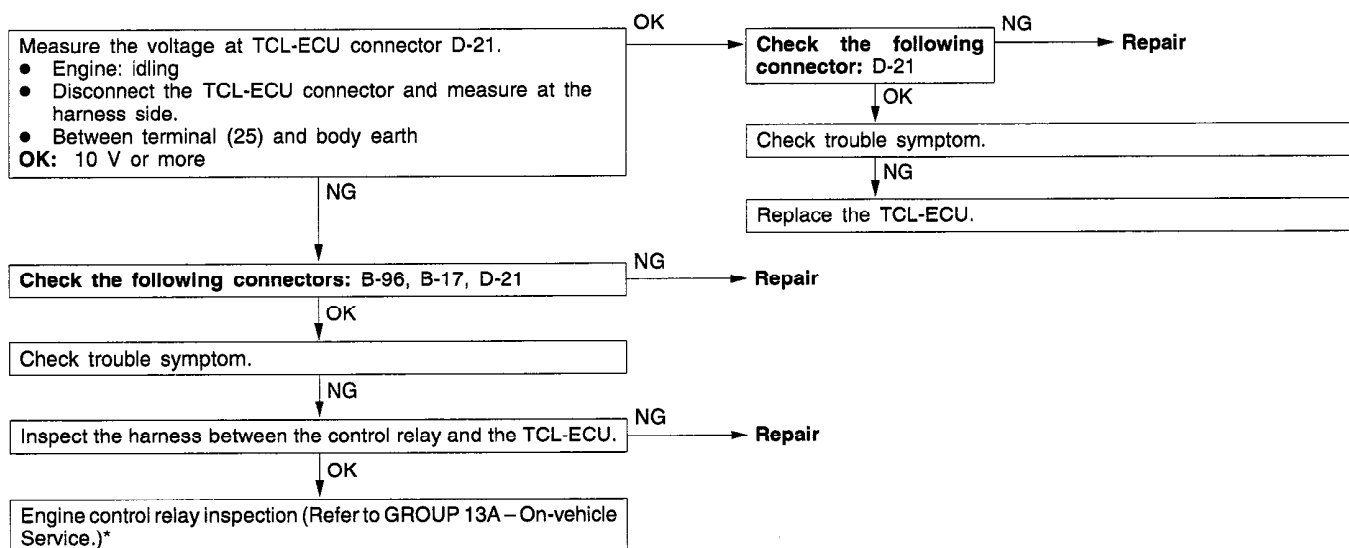 Measure the voltage at TCL-ECU connector D-21.
● Engine: idling
● Disconnect the TCL-ECU connector and measure at the
harness side.
● Between terminal (25) and body earth
OK: 10 V or more
OK
Check the following
connector: D-21
NG
Repair
OK
Check trouble symptom.
NG
Replace the TCL-ECU.
NG
Check the following connectors: B-96, B-17, D-21
NG
Repair
OK
Check trouble symptom.
NG
Inspect the harness between the control relay and the TCL-ECU.
NG
Repair
OK
Engine control relay inspection (Refer to GROUP 13A – On-vehicle
Service.)*